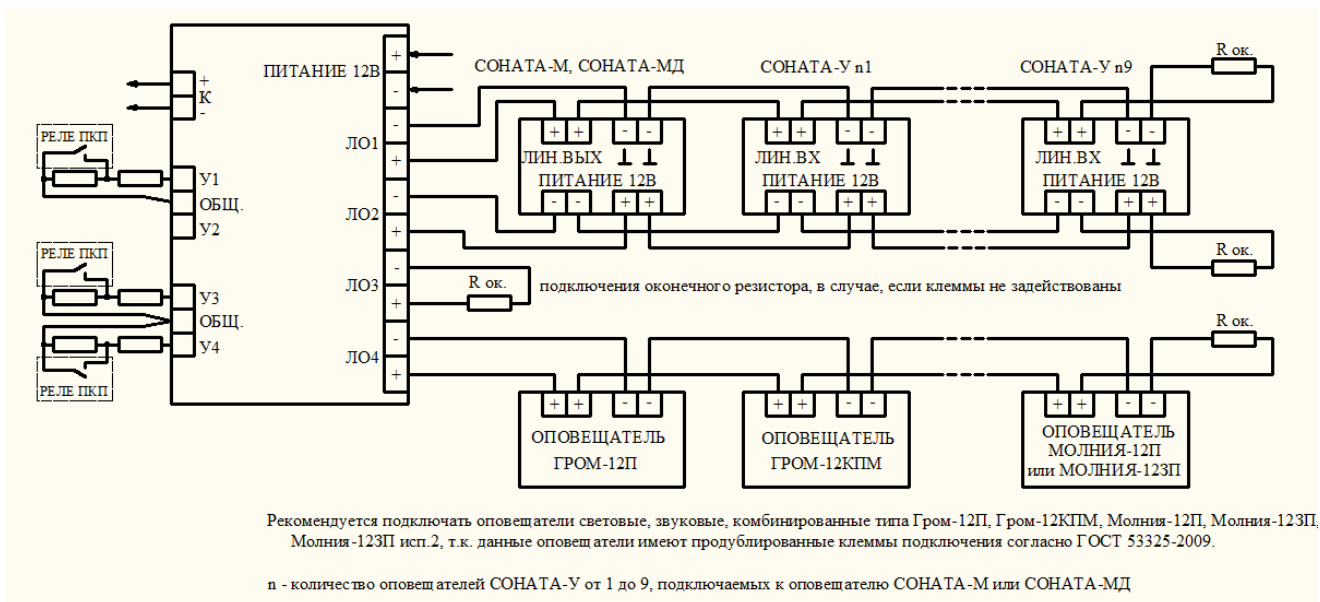 ПИТАНИЕ 12В
+
-
+
К
-
РЕЛЕ ПКП
У1
ОБЩ.
У2
РЕЛЕ ПКП
У3
ОБЩ.
У4
РЕЛЕ ПКП
ЛО1
-
+
ЛО2
-
+
ЛО3
-
+
ЛО4
-
+
СОНАТА-М, СОНАТА-МД
+ + - -
ЛИН.ВЫХ
ПИТАНИЕ 12В
- - + +
СОНАТА-У n1
+ + - -
ЛИН.ВХ
ПИТАНИЕ 12В
- - + +
СОНАТА-У n9
+ + - -
ЛИН.ВХ
ПИТАНИЕ 12В
- - + +
R ок.
R ок.
R ок.
подключения оконечного резистора, в случае, если клеммы не задействованы
R ок.
+ + - -
ОПОВЕЩАТЕЛЬ
ГРОМ-12П
+ + - -
ОПОВЕЩАТЕЛЬ
ГРОМ-12КПМ
+ + - -
ОПОВЕЩАТЕЛЬ
МОЛНИЯ-12П
или МОЛНИЯ-12ЗП
Рекомендуется подключать оповещатели световые, звуковые, комбинированные типа Гром-12П, Гром-12КПМ, Молния-12П, Молния-12ЗП,
Молния-12ЗП исп.2, т.к. данные оповещатели имеют продублированные клеммы подключения согласно ГОСТ 53325-2009.
n - количество оповещателей СОНАТА-У от 1 до 9, подключаемых к оповещателю СОНАТА-М или СОНАТА-МД